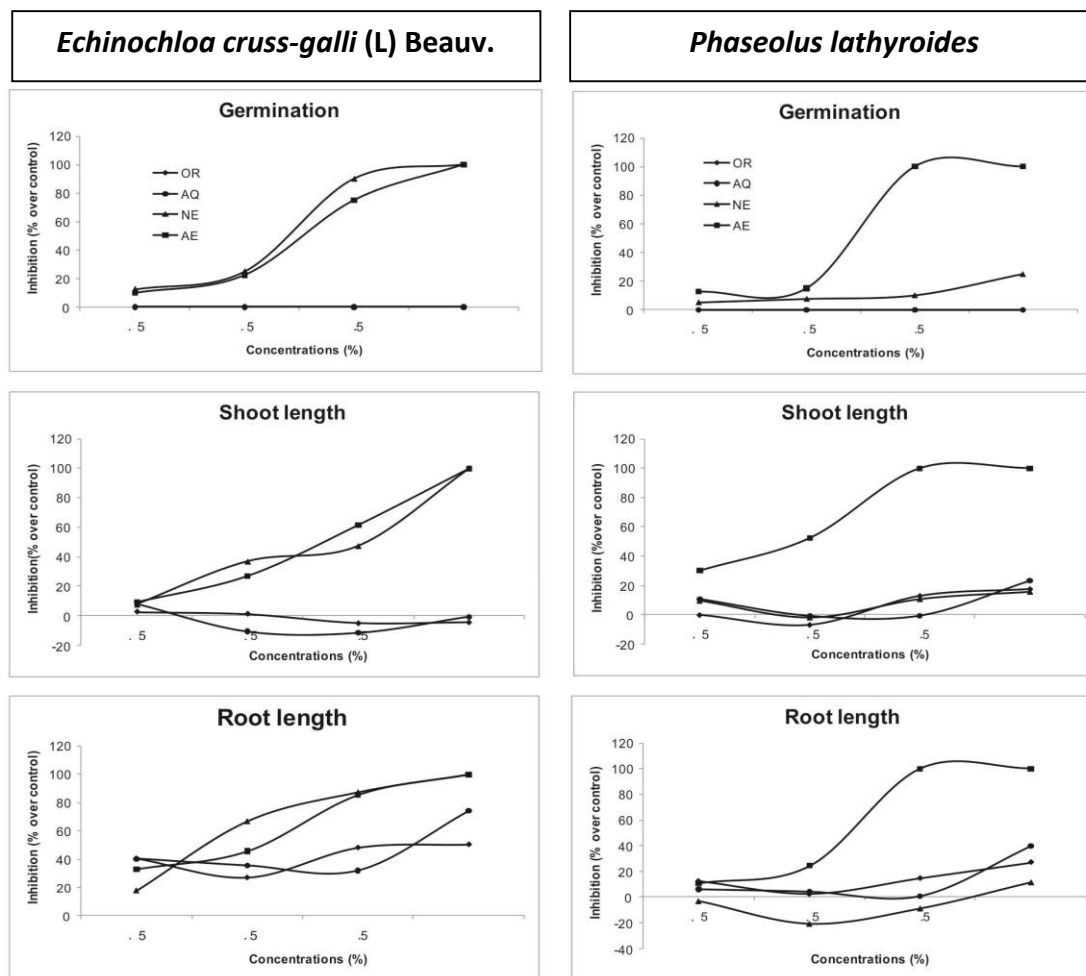 Echinochloa cruss-galli (L) Beauv.
Phaseolus lathyroides
Germination
Inhibition (% over control)
120
100
80
60
40
20
0
OR
AQ
NE
AE
. 5
.5
.5
Concentrations (%)
Germination
Inhibition (% over control)
120
100
80
60
40
20
0
OR
AQ
NE
AE
. 5
.5
.5
Concentrations (%)
Shoot length
Inhibition(% over control)
120
100
80
60
40
20
0
-20
. 5
.5
.5
Concentrations (%)
Shoot length
Inhibition (%over control)
120
100
80
60
40
20
0
-20
. 5
.5
.5
Concentrations (%)
Root length
Inhibition (% over control)
120
100
80
60
40
20
0
. 5
.5
.5
Concentrations (%)
Root length
Inhibition (% over control)
120
100
80
60
40
20
0
-20
-40
. 5
.5
.5
Concentrations (%)